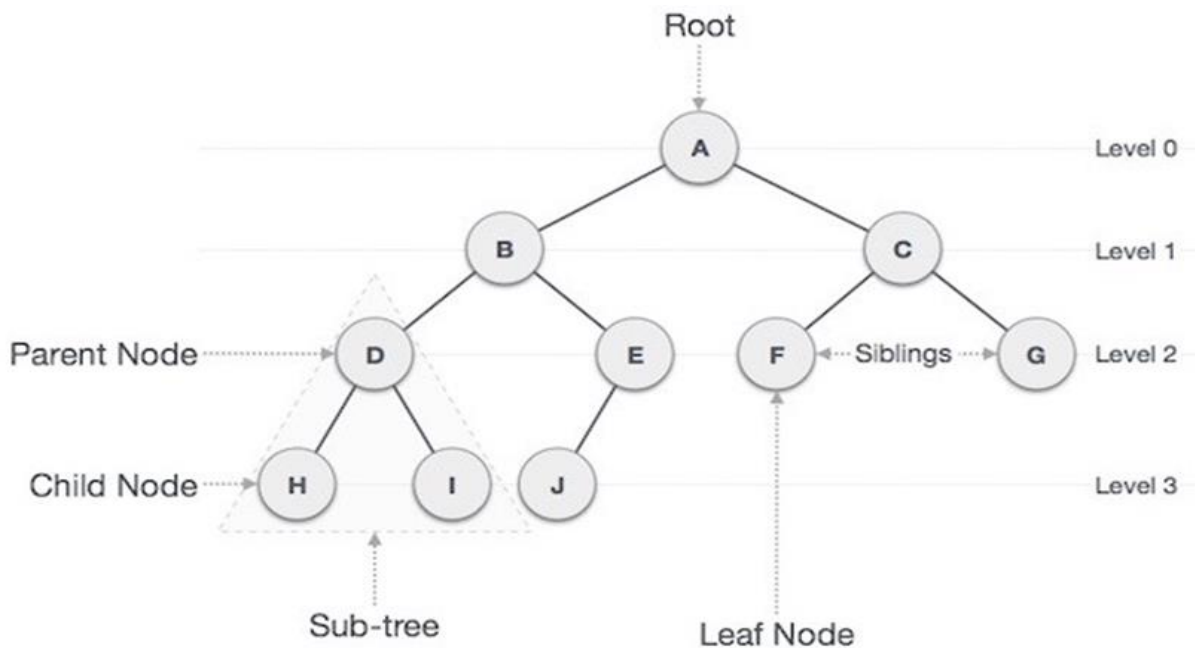 Root
A
Level 0
B
C
Level 1
Parent Node
D
E
F
Siblings
G
Level 2
Child Node
H
I
J
Level 3
Sub-tree
Leaf Node